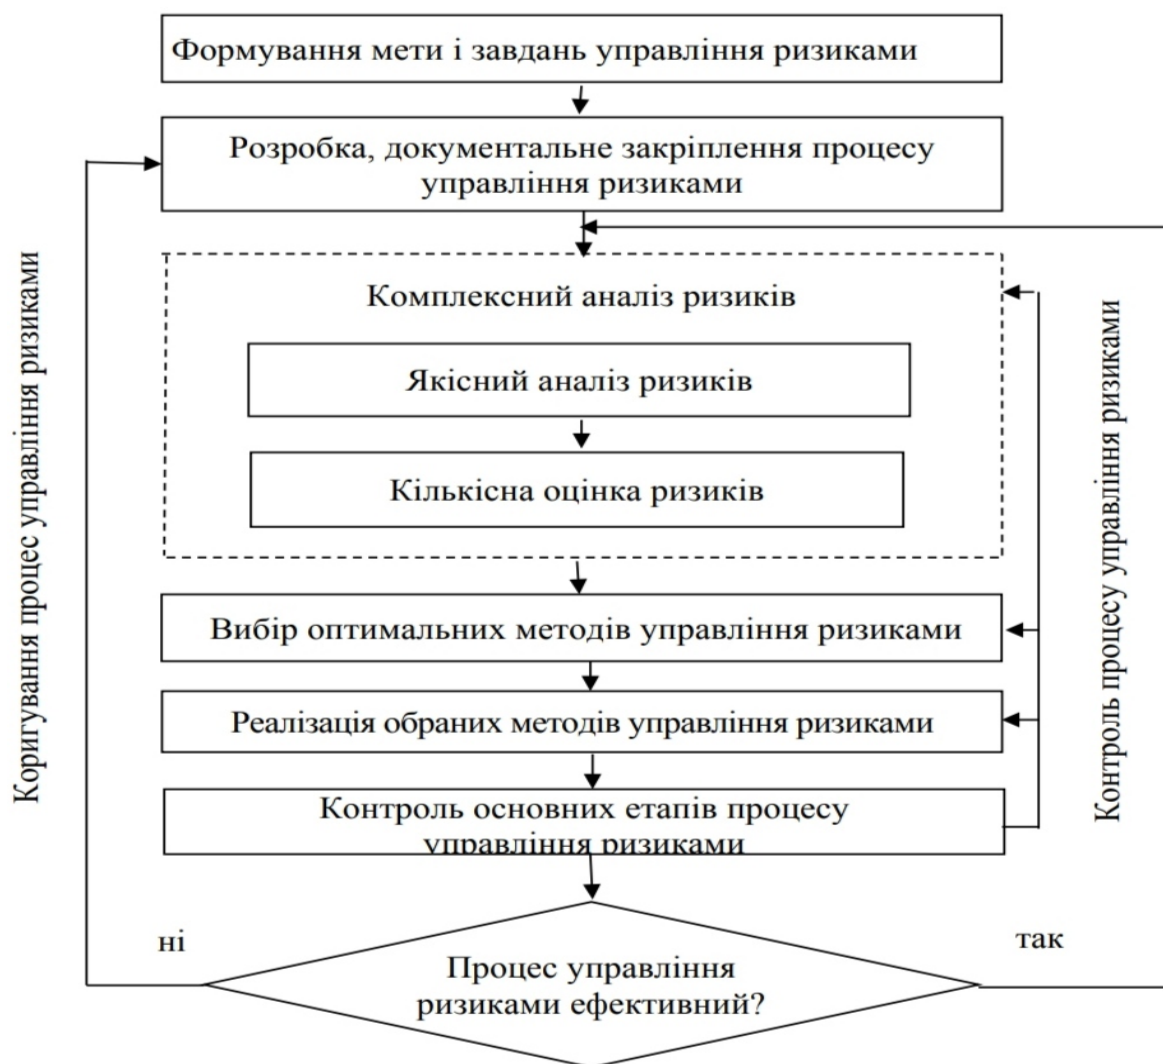 Формування мети і завдань управління ризиками
Розробка, документальне закріплення процесу
управління ризиками
Комплексний аналіз ризиків
Якісний аналіз ризиків
Кількісна оцінка ризиків
Вибір оптимальних методів управління ризиками
Реалізація обраних методів управління ризиками
Контроль основних етапів процесу
управління ризиками
Процес управління
ризиками ефективний?
ні
так
Коригування процес управління ризиками
Контроль процесу управління ризиками